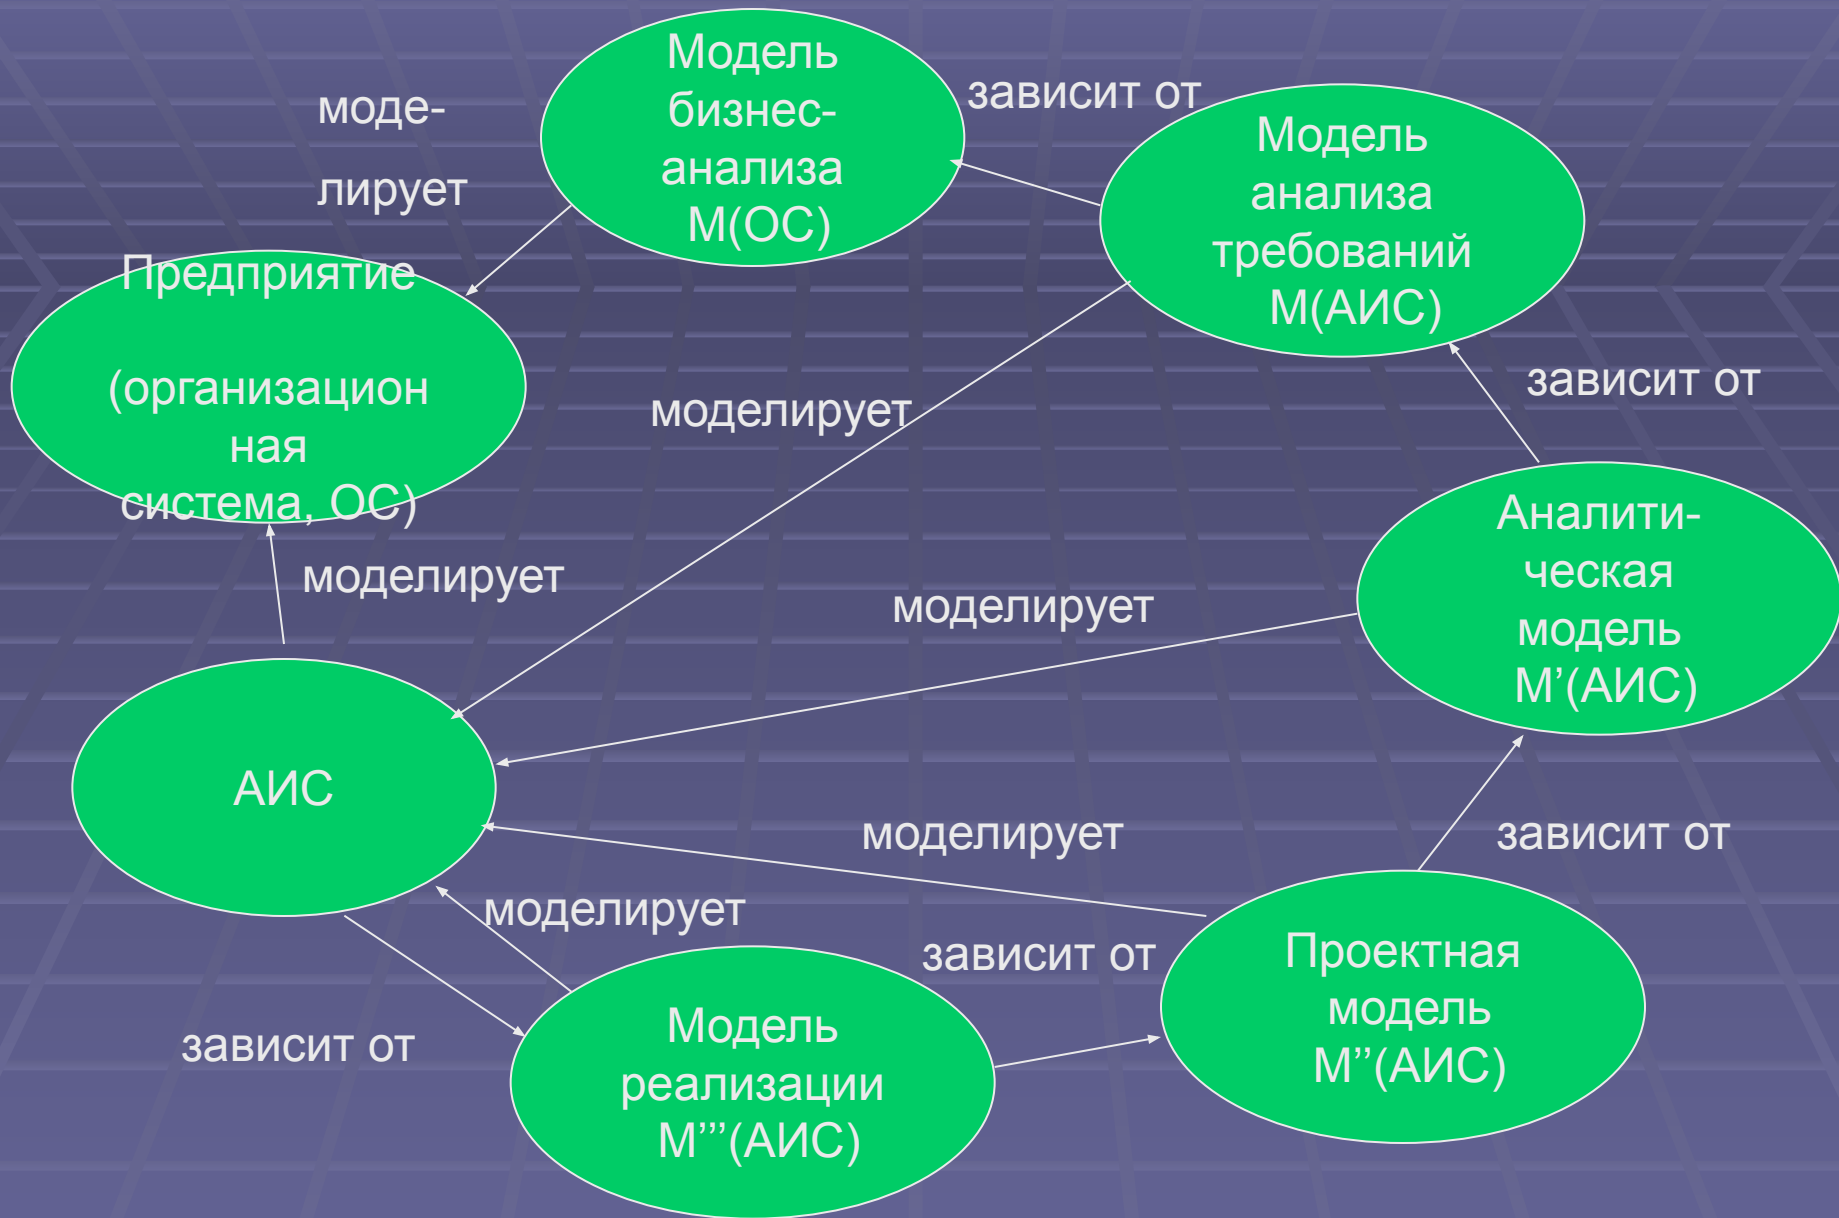 Модель
бизнес-
анализа
М(ОС)
зависит от
моде-
лирует
Модель
анализа
требований
М(АИС)
Предприятие
(организацион
ная
система, ОС)
зависит от
моделирует
моделирует
моделирует
Аналити-
ческая
модель
М’(АИС)
АИС
моделирует
зависит от
моделирует
зависит от
Проектная
модель
М’’(АИС)
зависит от
Модель
реализации
М’’’(АИС)